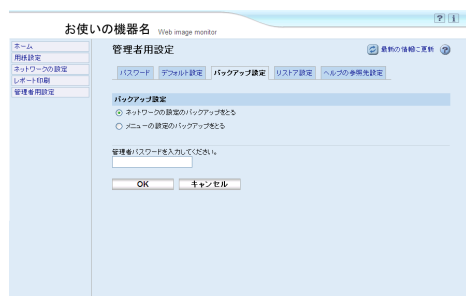 お使いの機器名 Web image monitor
? i
ホーム
用紙設定
ネットワークの設定
レポート印刷
管理者用設定
管理者用設定
最新の情報に更新 ?
パスワード デフォルト設定 バックアップ設定 リストア設定 ヘルプの参照先設定
バックアップ設定
ネットワークの設定のバックアップをとる
メニューの設定のバックアップをとる
管理者パスワードを入力してください。
OK キャンセル